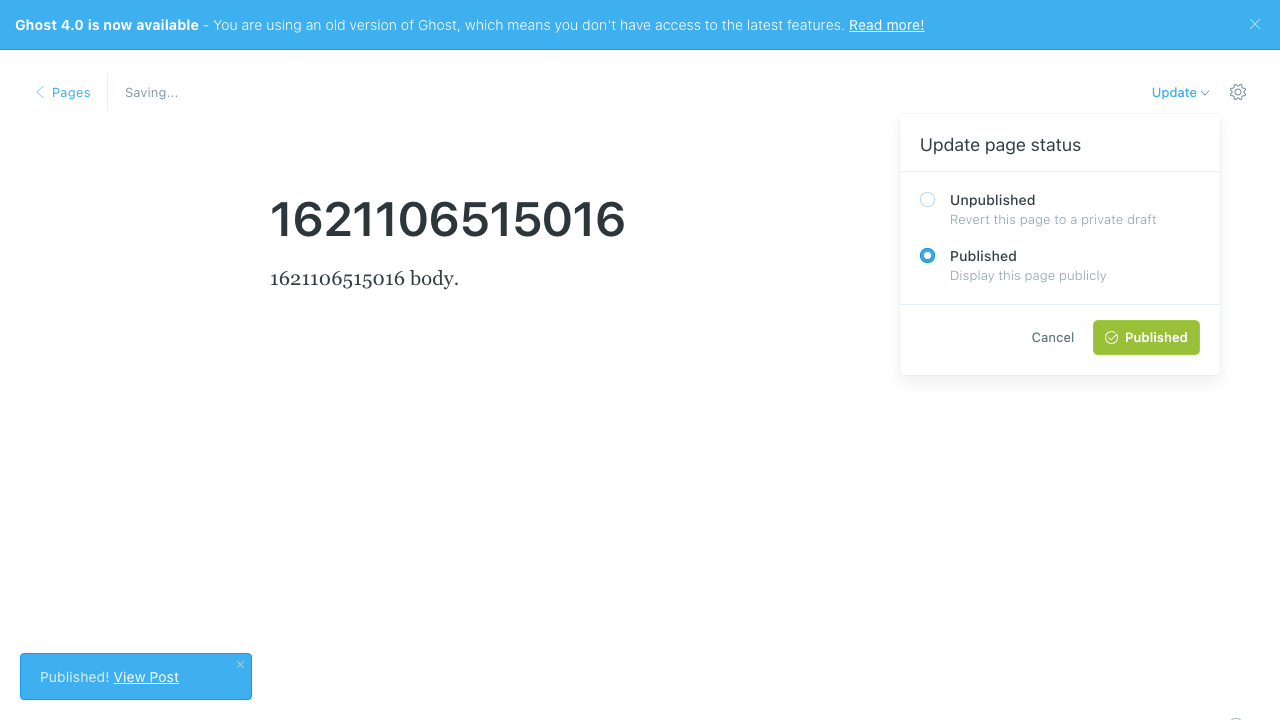 Ghost 4.0 is now available - You are using an old version of Ghost, which means you don't have access to the latest features. Read more!
Pages
Saving...
Update
Update page status
Unpublished
Revert this page to a private draft
Published
Display this page publicly
Cancel
Published
1621106515016
1621106515016 body.
Published! View Post